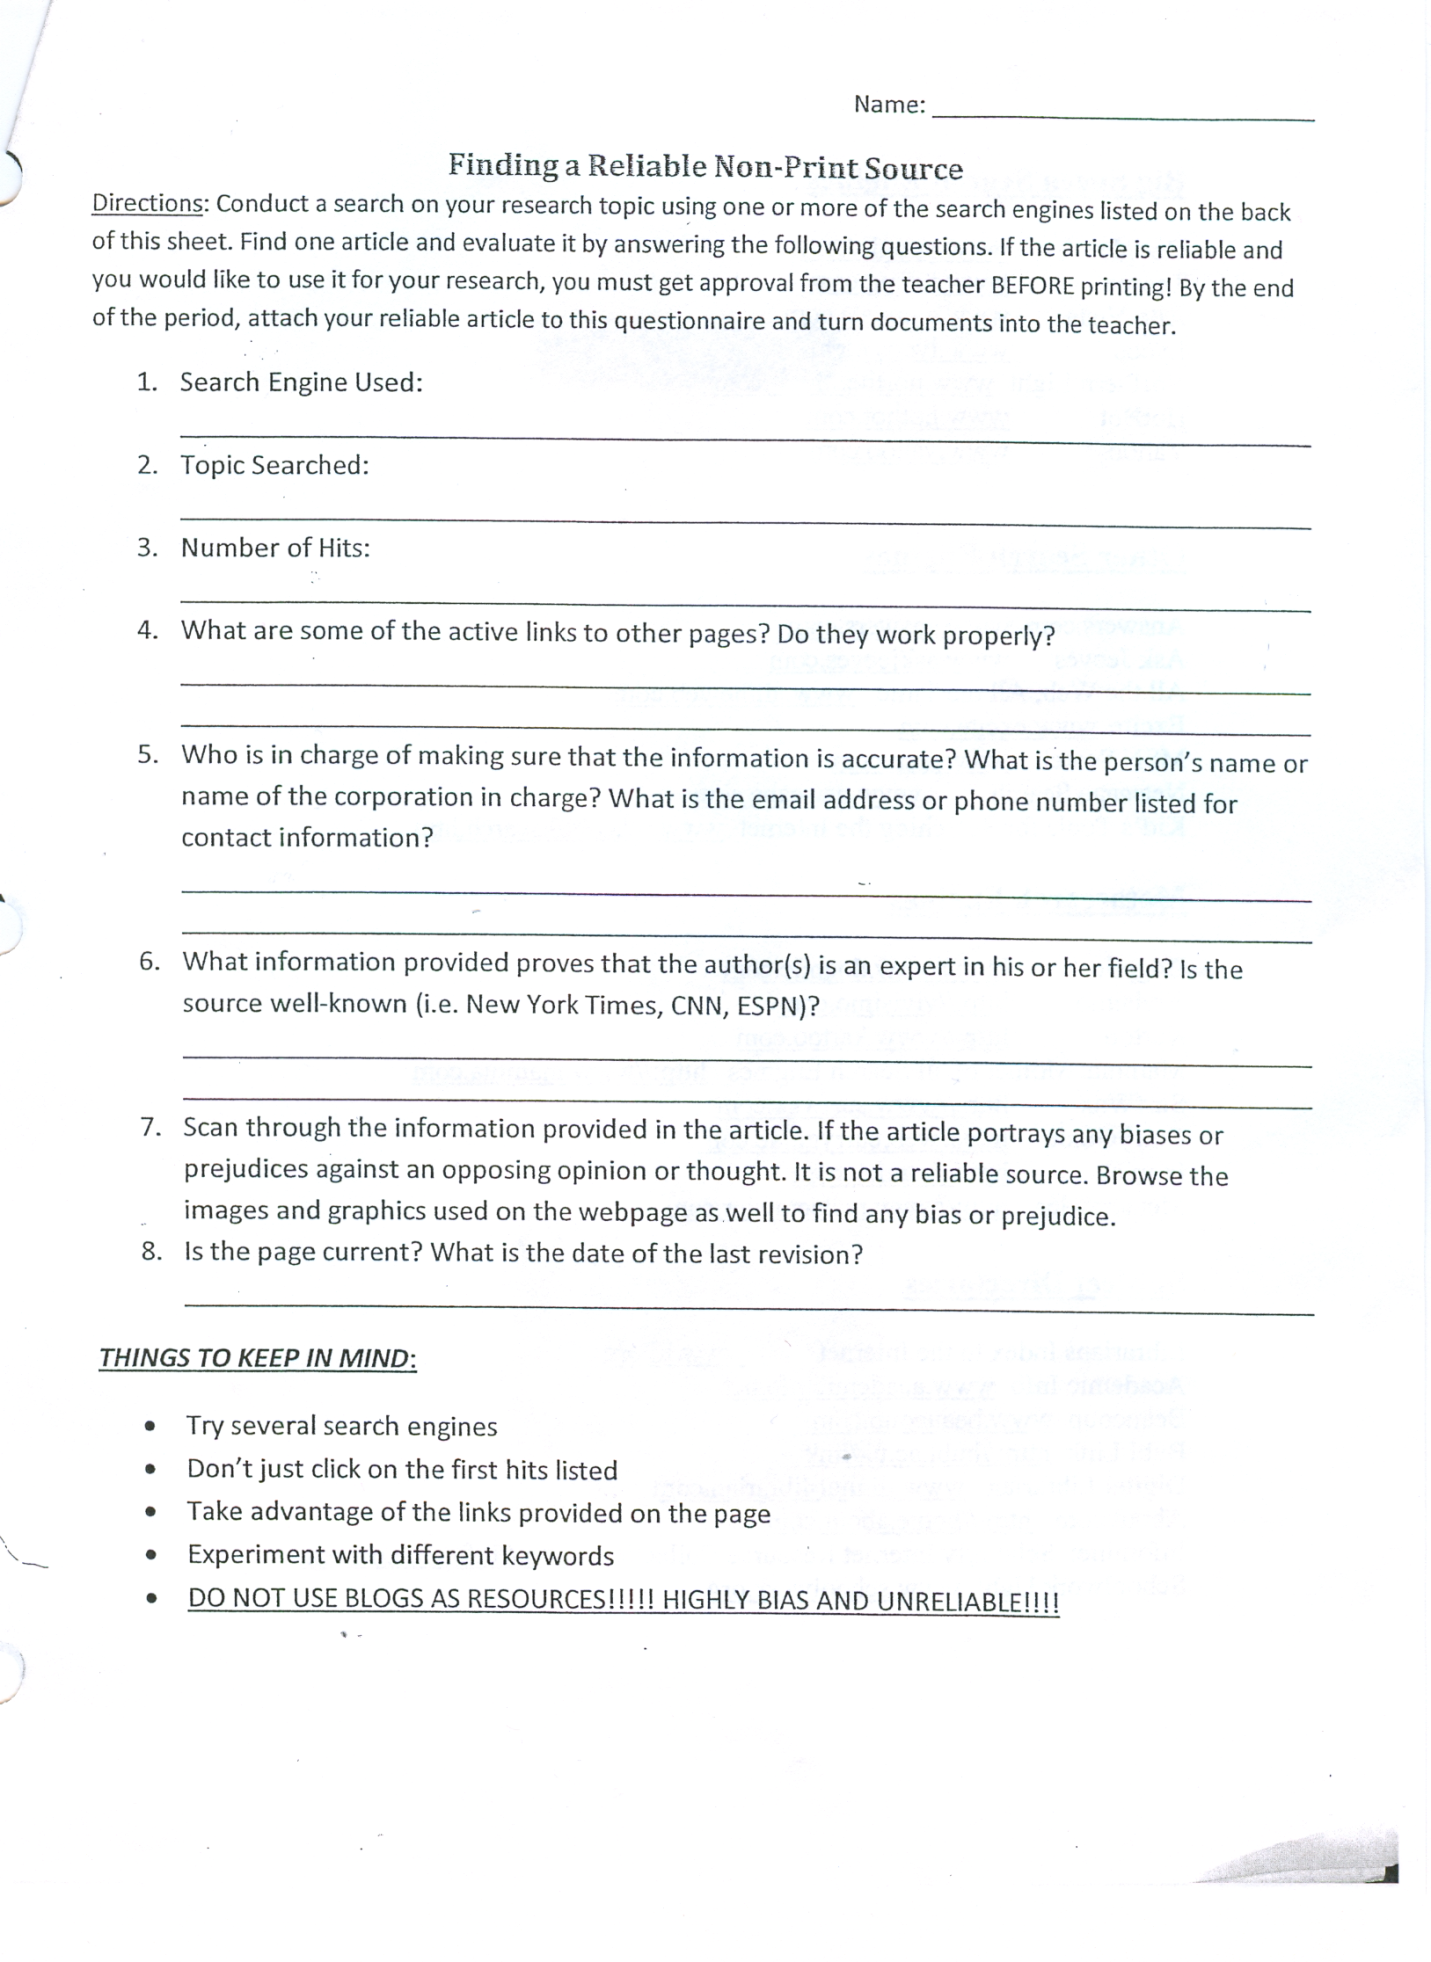 Name:
Finding a Reliable Non-Print Source
Directions: Conduct a search on your research topic using one or more of the search engines listed on the back
of this sheet. Find one article and evaluate it by answering the following questions. If the article is reliable and
you would like to use it for your research, you must get approval from the teacher BEFORE printing! By the end
of the period, attach your reliable article to this questionnaire and turn documents into the teacher.
1. Search Engine Used:
2. Topic Searched:
3. Number of Hits:
4. What are some of the active links to other pages? Do they work properly?
5. Who is in charge of making sure that the information is accurate? What is the person's name or
name of the corporation in charge? What is the email address or phone number listed for
contact information?
6. What information provided proves that the author(s) is an expert in his or her field? Is the
source well-known (i.e. New York Times, CNN, ESPN)?
7. Scan through the information provided in the article. If the article portrays any biases or
prejudices against an opposing opinion or thought. It is not a reliable source. Browse the
images and graphics used on the webpage as well to find any bias or prejudice.
8. Is the page current? What is the date of the last revision?
THINGS TO KEEP IN MIND:
• Try several search engines
• Don't just click on the first hits listed
• Take advantage of the links provided on the page
• Experiment with different keywords
• DO NOT USE BLOGS AS RESOURCES!!!!! HIGHLY BIAS AND UNRELIABLE!!!!